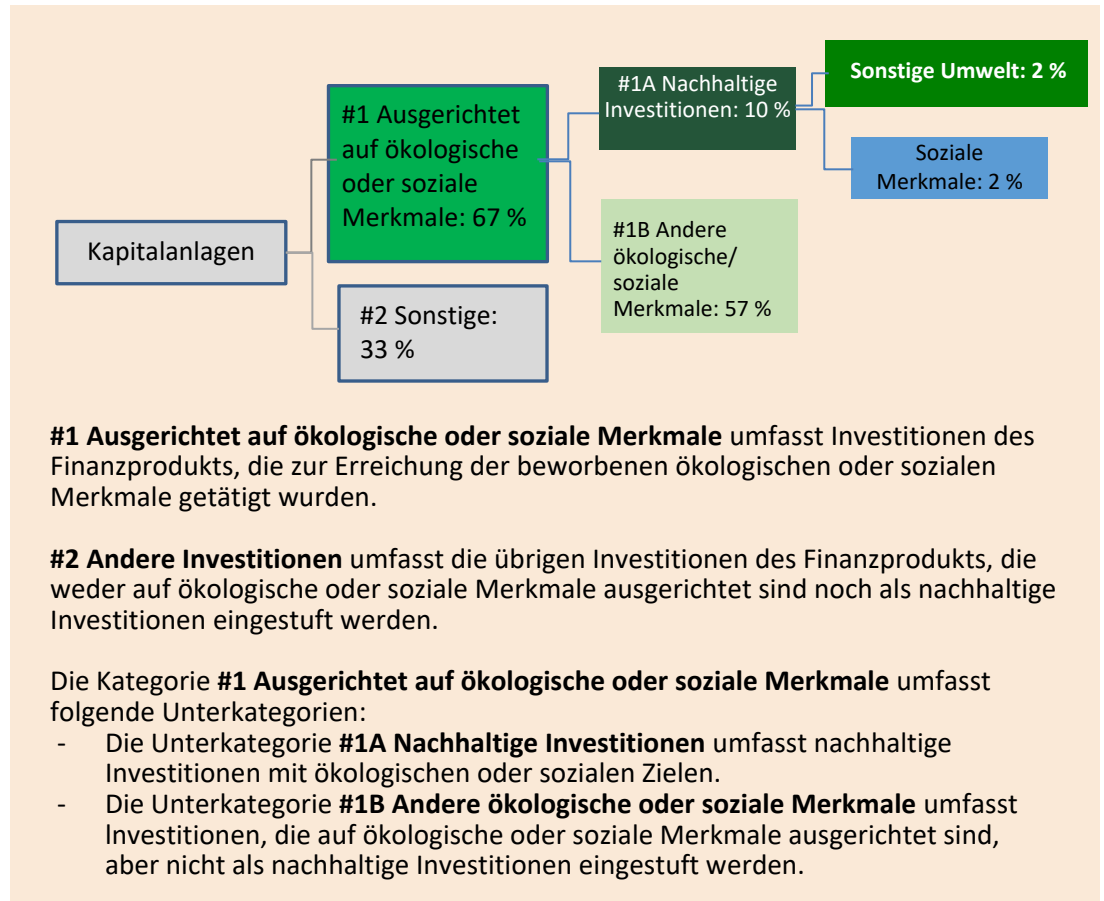 #1 Ausgerichtet
auf ökologische
oder soziale
Merkmale: 67 %
#1A Nachhaltige
Investitionen: 10 %
Sonstige Umwelt: 2 %
Soziale
Merkmale: 2 %
Kapitalanlagen
#1B Andere
ökologische/
soziale
Merkmale: 57 %
#2 Sonstige:
33 %
#1 Ausgerichtet auf ökologische oder soziale Merkmale umfasst Investitionen des
Finanzprodukts, die zur Erreichung der beworbenen ökologischen oder sozialen
Merkmale getätigt wurden.
#2 Andere Investitionen umfasst die übrigen Investitionen des Finanzprodukts, die
weder auf ökologische oder soziale Merkmale ausgerichtet sind noch als nachhaltige
Investitionen eingestuft werden.
Die Kategorie #1 Ausgerichtet auf ökologische oder soziale Merkmale umfasst
folgende Unterkategorien:
- Die Unterkategorie #1A Nachhaltige Investitionen umfasst nachhaltige
Investitionen mit ökologischen oder sozialen Zielen.
- Die Unterkategorie #1B Andere ökologische oder soziale Merkmale umfasst
Investitionen, die auf ökologische oder soziale Merkmale ausgerichtet sind,
aber nicht als nachhaltige Investitionen eingestuft werden.